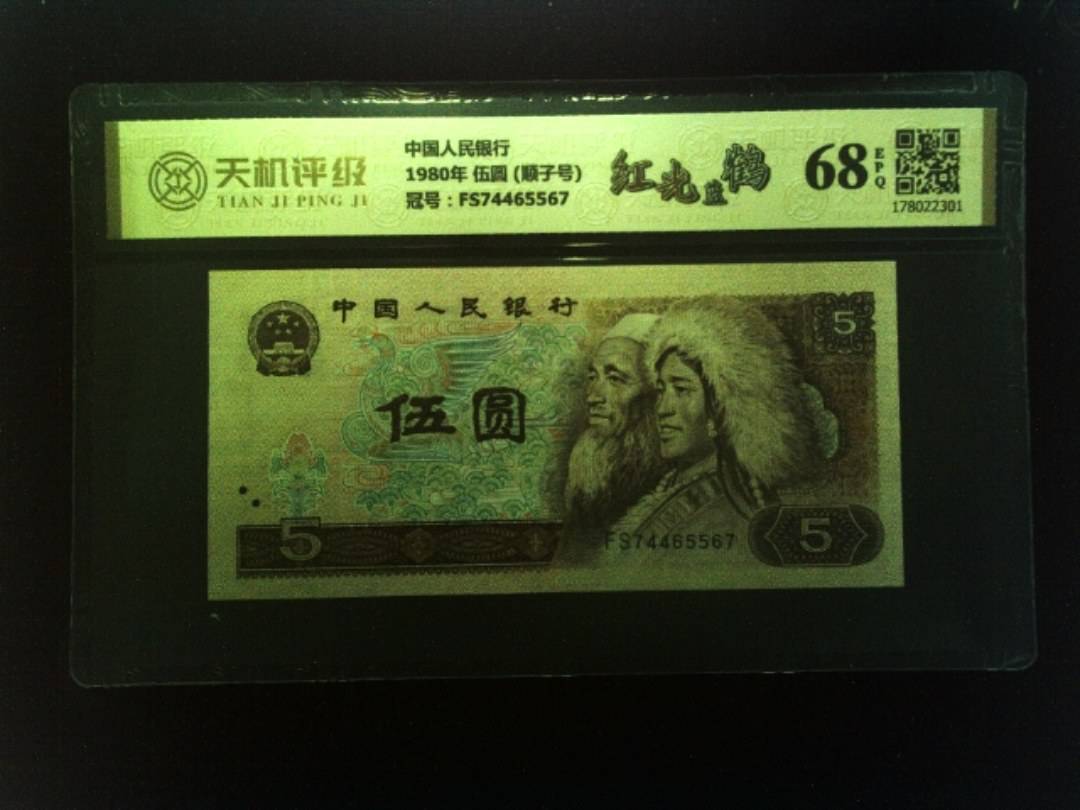 天机评级
TIAN JI PING JI
中国人民银行
1980年 伍圆 (顺子号)
冠号:FS74465567
红光蓝鹤
68
EPQ
178022301
中国人民银行
5
伍圆
5
FS74465567
5